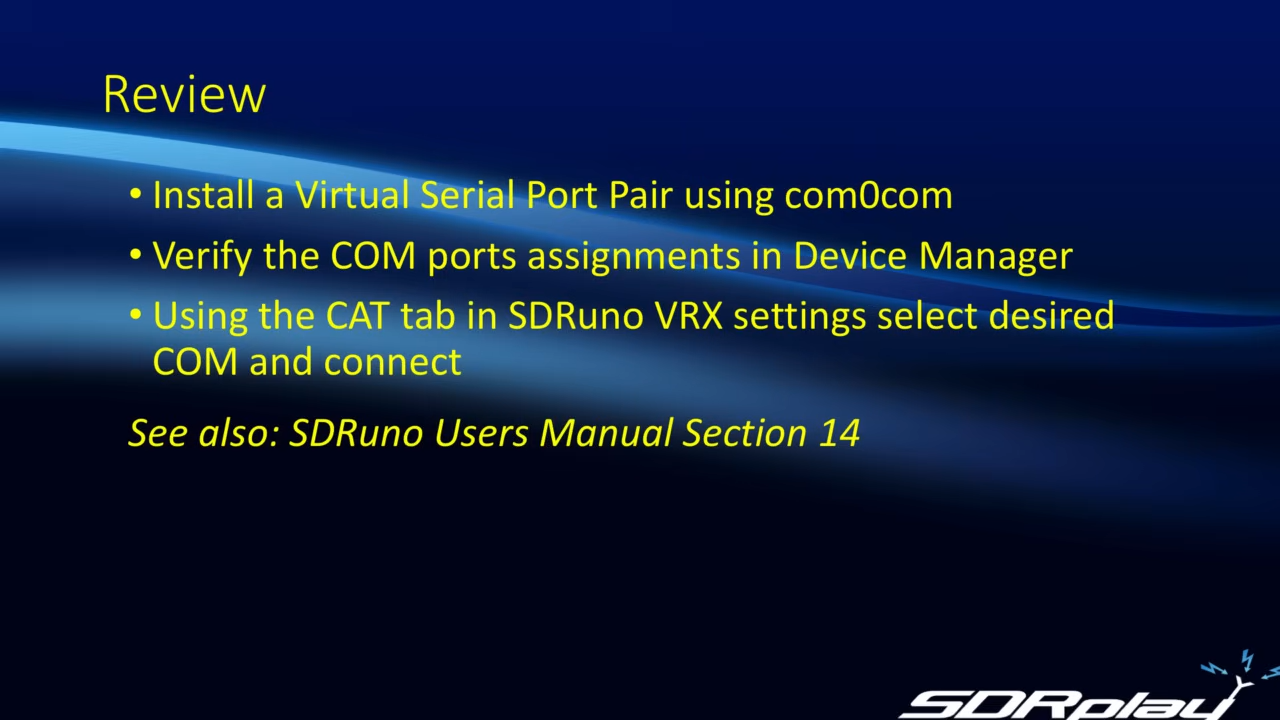 Review
• Install a Virtual Serial Port Pair using com0com
• Verify the COM ports assignments in Device Manager
• Using the CAT tab in SDRuno VRX settings select desired
COM and connect
See also: SDRuno Users Manual Section 14
SDRplay